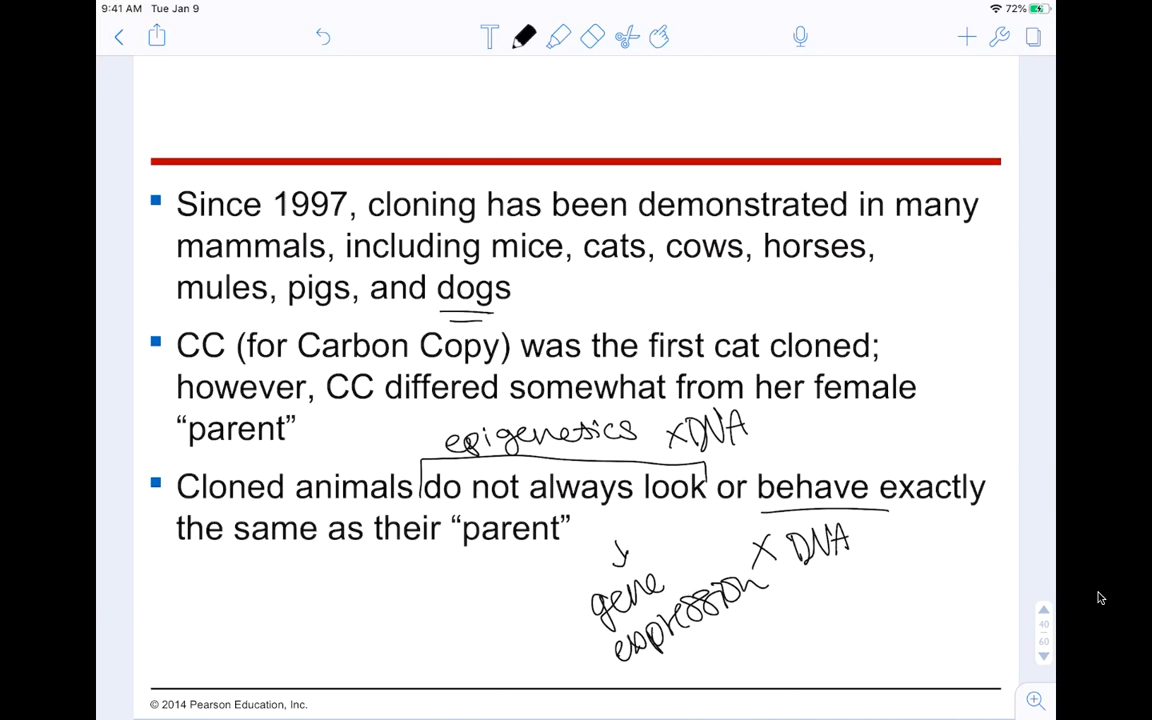 9:41 AM Tue Jan 9
72%
T
Since 1997, cloning has been demonstrated in many
mammals, including mice, cats, cows, horses,
mules, pigs, and dogs
CC (for Carbon Copy) was the first cat cloned;
however, CC differed somewhat from her female
“parent”
epigenetics xDNA
Cloned animals do not always look or behave exactly
the same as their “parent”
x DNA
gene
expression
40
60
© 2014 Pearson Education, Inc.